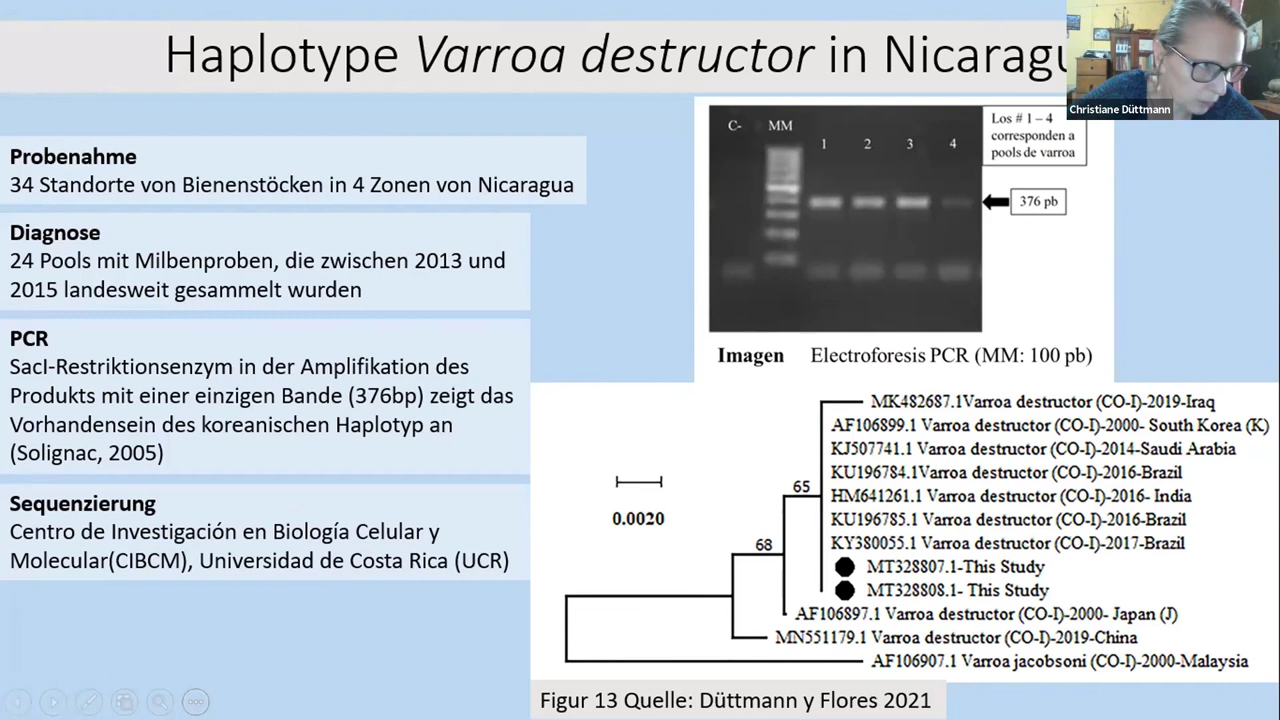 Haplotype Varroa destructor in Nicaragu
Christiane Düttmann
Probenahme
34 Standorte von Bienenstöcken in 4 Zonen von Nicaragua
Diagnose
24 Pools mit Milbenproben, die zwischen 2013 und
2015 landesweit gesammelt wurden
PCR
SacI-Restriktionsenzym in der Amplifikation des
Produkts mit einer einzigen Bande (376bp) zeigt das
Vorhandensein des koreanischen Haplotyp an
(Solignac, 2005)
Sequenzierung
Centro de Investigación en Biología Celular y
Molecular(CIBCM), Universidad de Costa Rica (UCR)
C- MM 1 2 3 4
Los # 1 – 4
corresponden a
pools de varroa
376 pb
Imagen Electroforesis PCR (MM: 100 pb)
MK482687.1Varroa destructor (CO-I)-2019-Iraq
AF106899.1 Varroa destructor (CO-I)-2000- South Korea (K)
KJ507741.1 Varroa destructor (CO-I)-2014-Saudi Arabia
KU196784.1Varroa destructor (CO-I)-2016-Brazil
65
HM641261.1 Varroa destructor (CO-I)-2016- India
0.0020
KU196785.1 Varroa destructor (CO-I)-2016-Brazil
68
KY380055.1 Varroa destructor (CO-I)-2017-Brazil
MT328807.1-This Study
MT328808.1- This Study
AF106897.1 Varroa destructor (CO-I)-2000- Japan (J)
MN551179.1 Varroa destructor (CO-I)-2019-China
AF106907.1 Varroa jacobsoni (CO-I)-2000-Malaysia
Figur 13 Quelle: Düttmann y Flores 2021